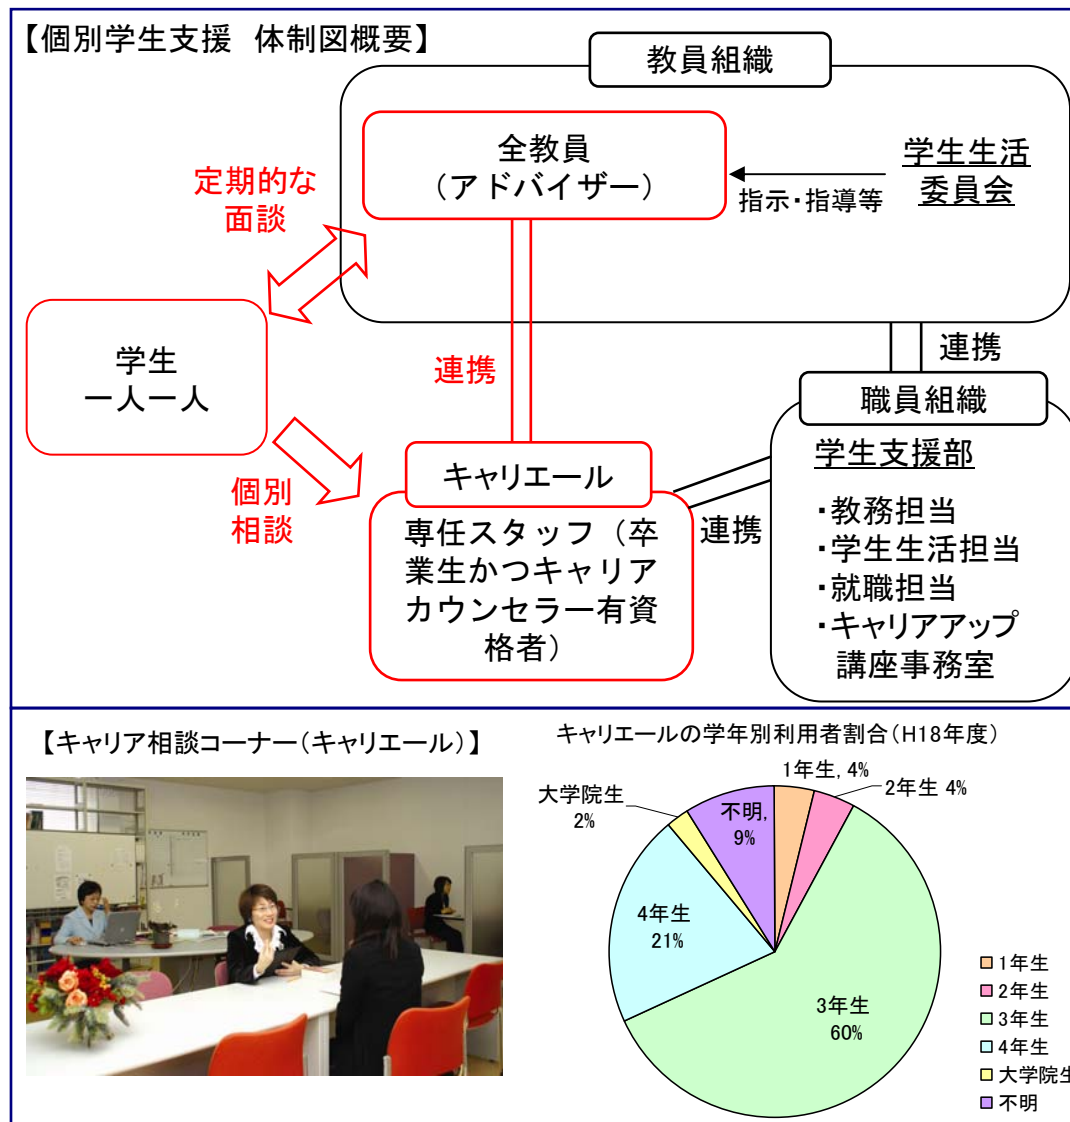 【個別学生支援　体制図概要】
教員組織
全教員
（アドバイザー）
学生生活
委員会
指示・指導等
定期的な
面談
学生
一人一人
連携
連携
職員組織
学生支援部
・教務担当
・学生生活担当
・就職担当
・キャリアアップ
講座事務室
キャリエール
個別
相談
専任スタッフ（卒
業生かつキャリア
カウンセラー有資
格者）
連携
【キャリア相談コーナー（キャリエール）】
キャリエールの学年別利用者割合（H18年度）
1年生, 4%
2年生 4%
大学院生
2%
不明,
9%
4年生
21%
3年生
60%
1年生
2年生
3年生
4年生
大学院生
不明